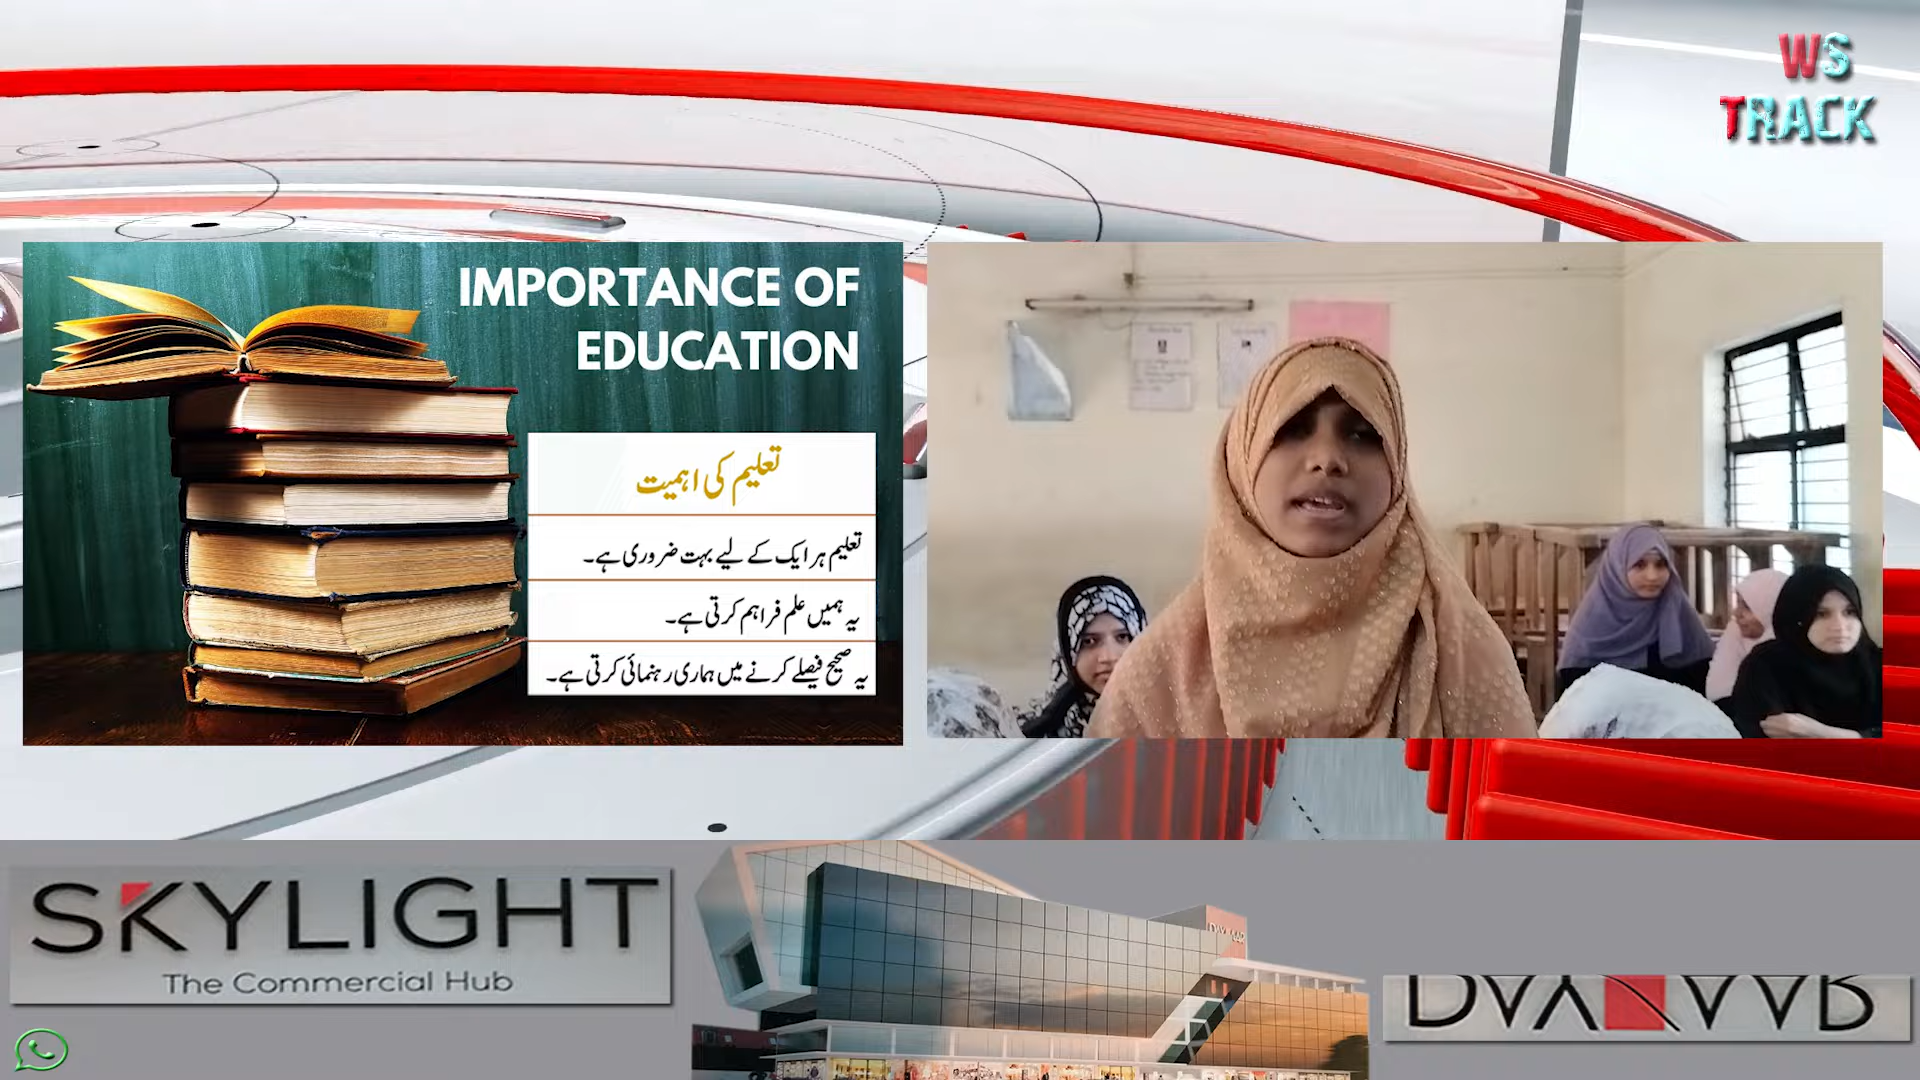 WS
TRACK
IMPORTANCE OF
EDUCATION
تعلیم کی اہمیت
تعلیم ہر ایک کے لیے بہت ضروری ہے۔
یہ ہمیں علم فراہم کرتی ہے۔
یہ صحیح فیصلے کرنے میں ہماری رہنمائی کرتی ہے۔
SKYLIGHT
The Commercial Hub